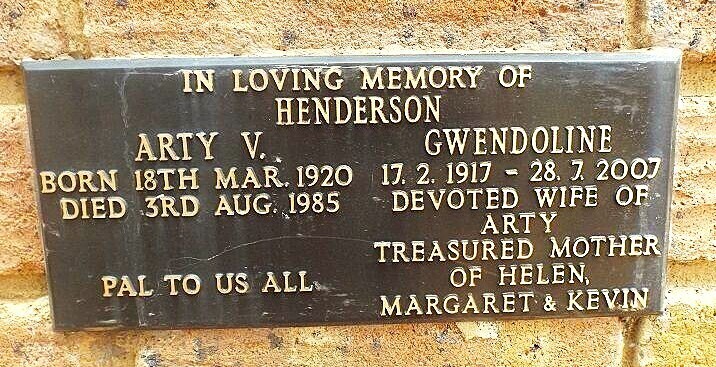 IN LOVING MEMORY OF
HENDERSON
ARTY V.
BORN 18TH MAR. 1920
DIED 3RD AUG. 1985
PAL TO US ALL
GWENDOLINE
17. 2. 1917 - 28. 7. 2007
DEVOTED WIFE OF
ARTY
TREASURED MOTHER
OF HELEN,
MARGARET & KEVIN